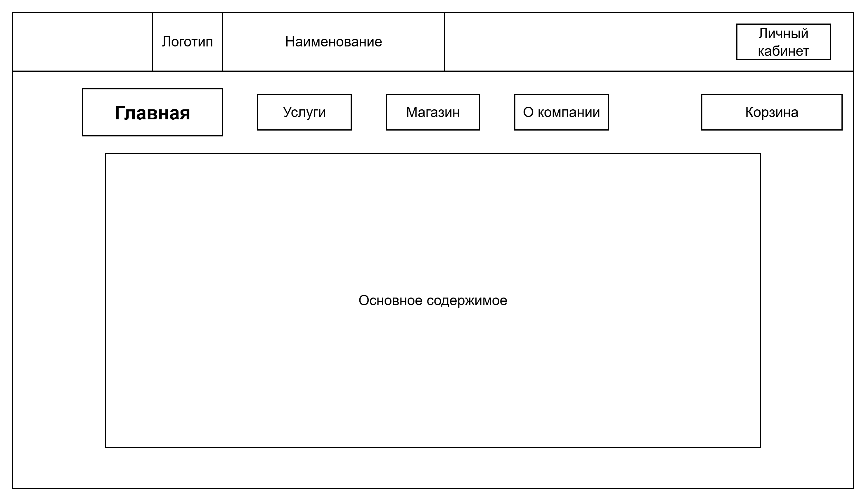 Логотип
Наименование
Личный
кабинет
Главная
Услуги
Магазин
О компании
Корзина
Основное содержимое